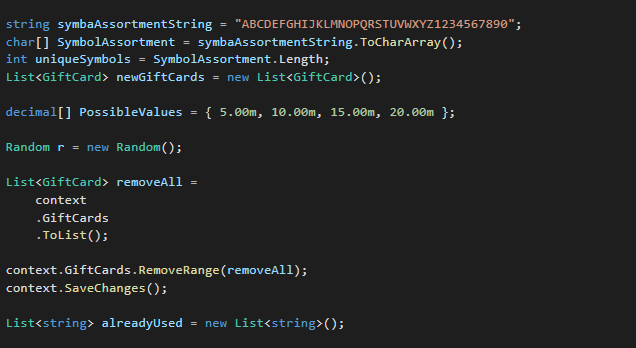 string symbaAssortmentString = "ABCDEFGHIJKLMNOPQRSTUVWXYZ1234567890";
char[] SymbolAssortment = symbaAssortmentString.ToCharArray();
int uniqueSymbols = SymbolAssortment.Length;
List<GiftCard> newGiftCards = new List<GiftCard>();
decimal[] PossibleValues = { 5.00m, 10.00m, 15.00m, 20.00m };
Random r = new Random();
List<GiftCard> removeAll =
context
.GiftCards
.ToList();
context.GiftCards.RemoveRange(removeAll);
context.SaveChanges();
List<string> alreadyUsed = new List<string>();